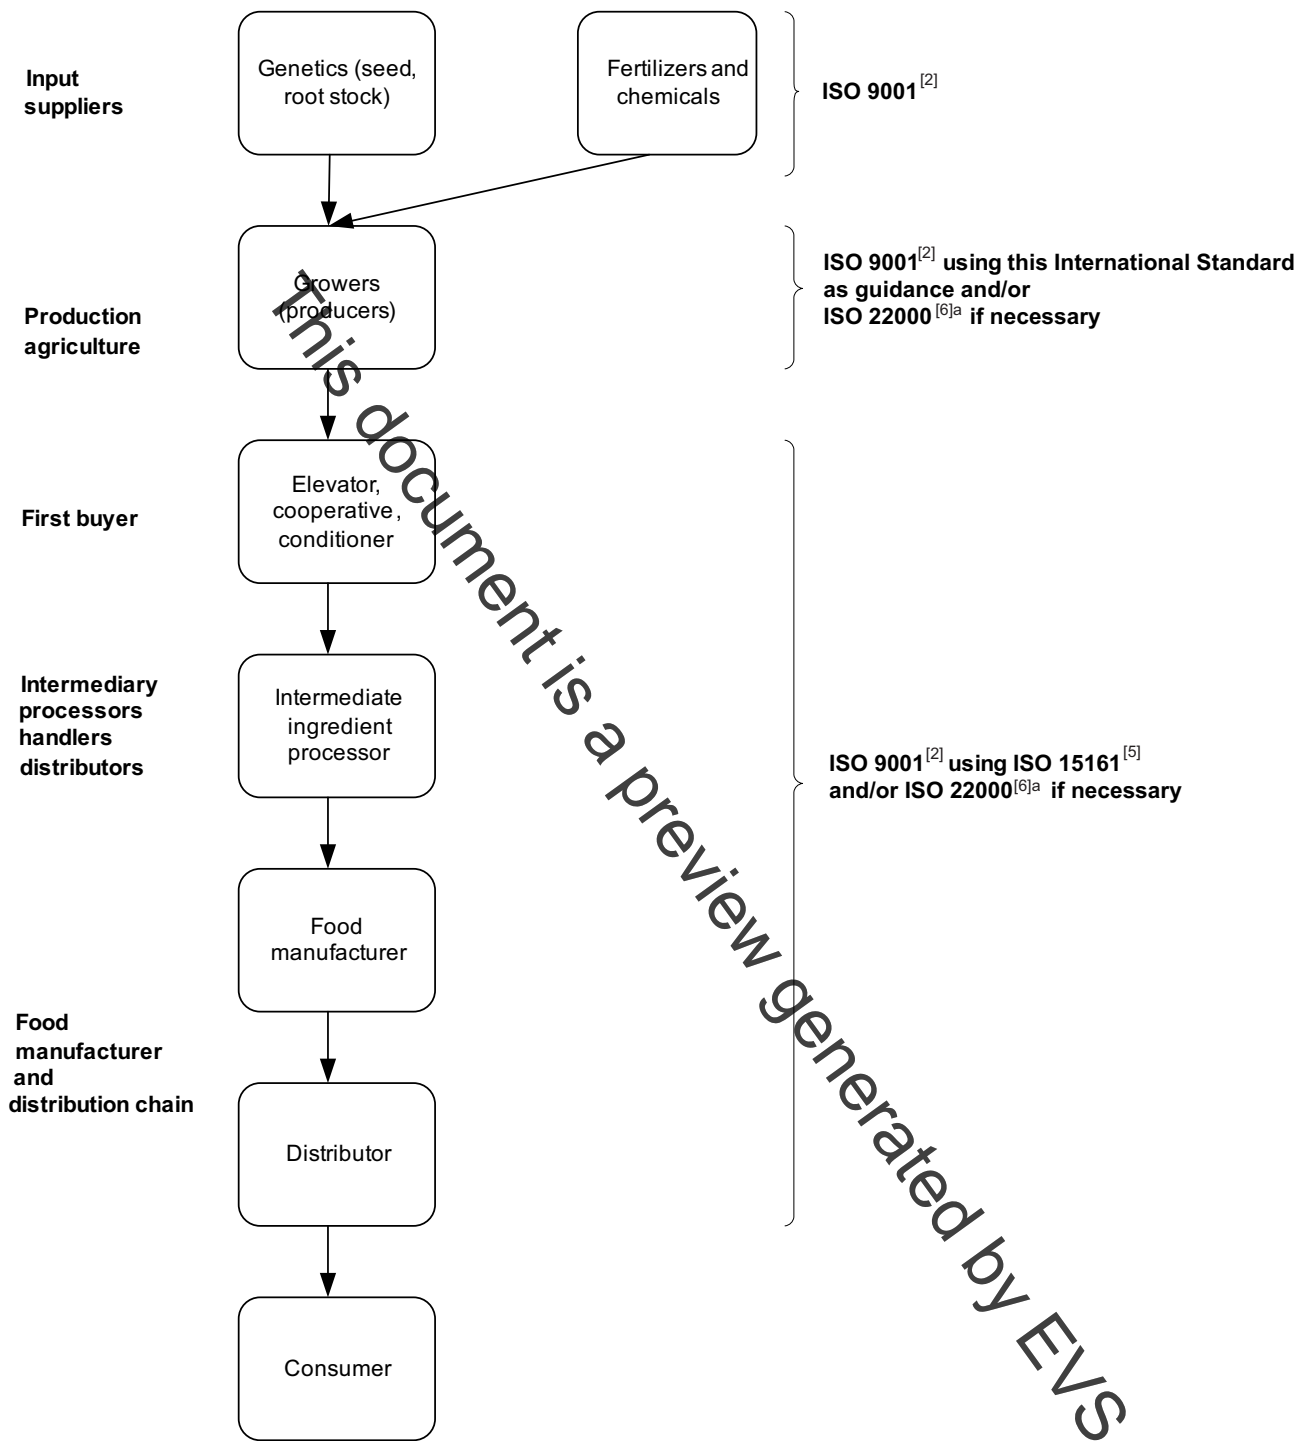 Input
suppliers
Genetics (seed,
root stock)
Fertilizers and
chemicals
ISO 9001[2]
Production
agriculture
Growers
(producers)
ISO 9001[2] using this International Standard
as guidance and/or
ISO 22000[6]a if necessary
First buyer
Elevator,
cooperative,
conditioner
Intermediary
processors
handlers
distributors
Intermediate
ingredient
processor
ISO 9001[2] using ISO 15161[5]
and/or ISO 22000[6]a if necessary
Food
manufacturer
Food
manufacturer
and
distribution chain
Distributor
Consumer
This document is a preview generated by EVS